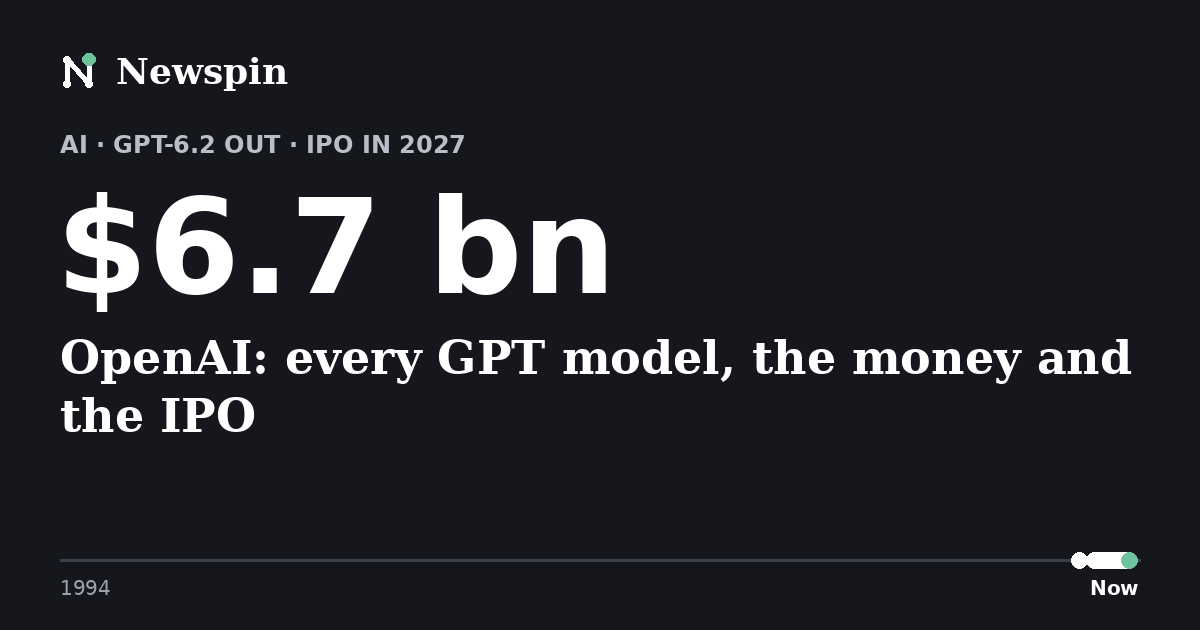 Newspin
AI · GPT-6.2 OUT · IPO IN 2027
$6.7 bn
OpenAI: every GPT model, the money and
the IPO
1994
Now